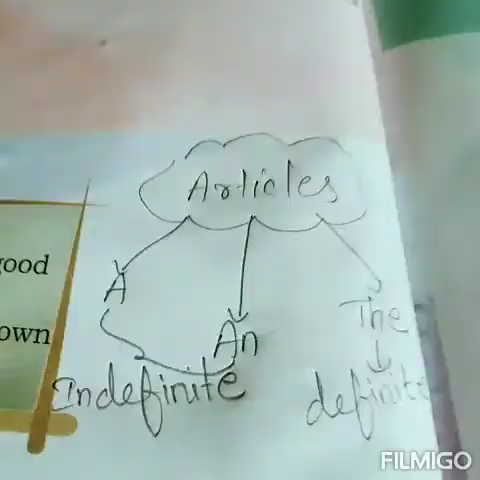 Articles
good
A
The
own
An
Indefinite
definite
FILMIGO